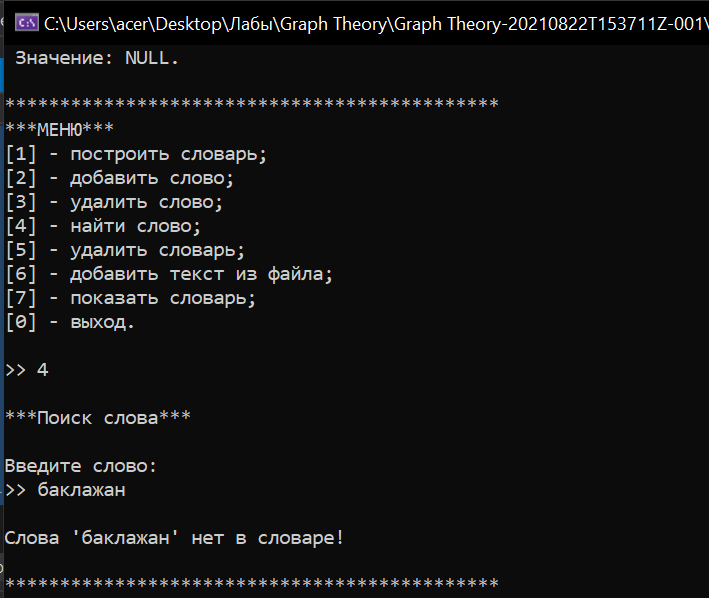 C:\Users\acer\Desktop\Лабы\Graph Theory\Graph Theory-20210822T153711Z-001\
Значение: NULL.
*********************************************
***МЕНЮ***
[1] - построить словарь;
[2] - добавить слово;
[3] - удалить слово;
[4] - найти слово;
[5] - удалить словарь;
[6] - добавить текст из файла;
[7] - показать словарь;
[0] - выход.
>> 4
***Поиск слова***
Введите слово:
>> баклажан
Слова 'баклажан' нет в словаре!
*********************************************